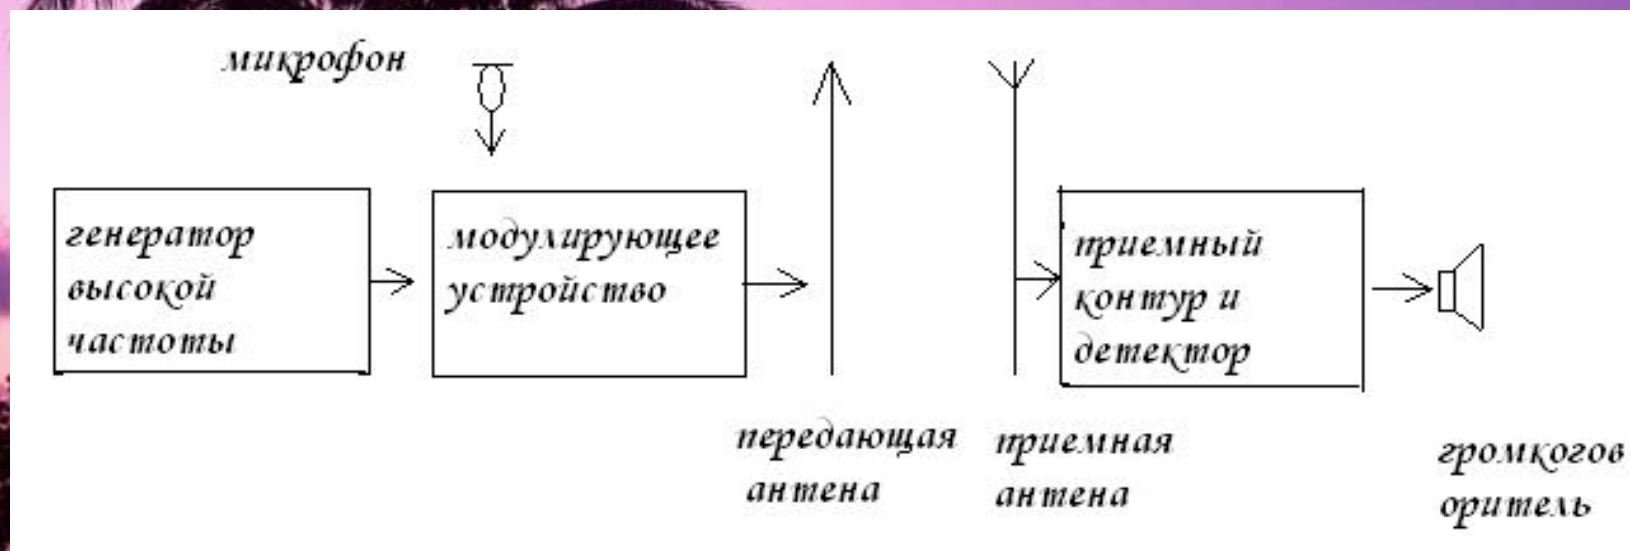 микрофон
генератор
высокой
частоты
модулирующее
устройство
передающая
антена
приемная
антена
приемный
контур и
детектор
громкогов
оритель